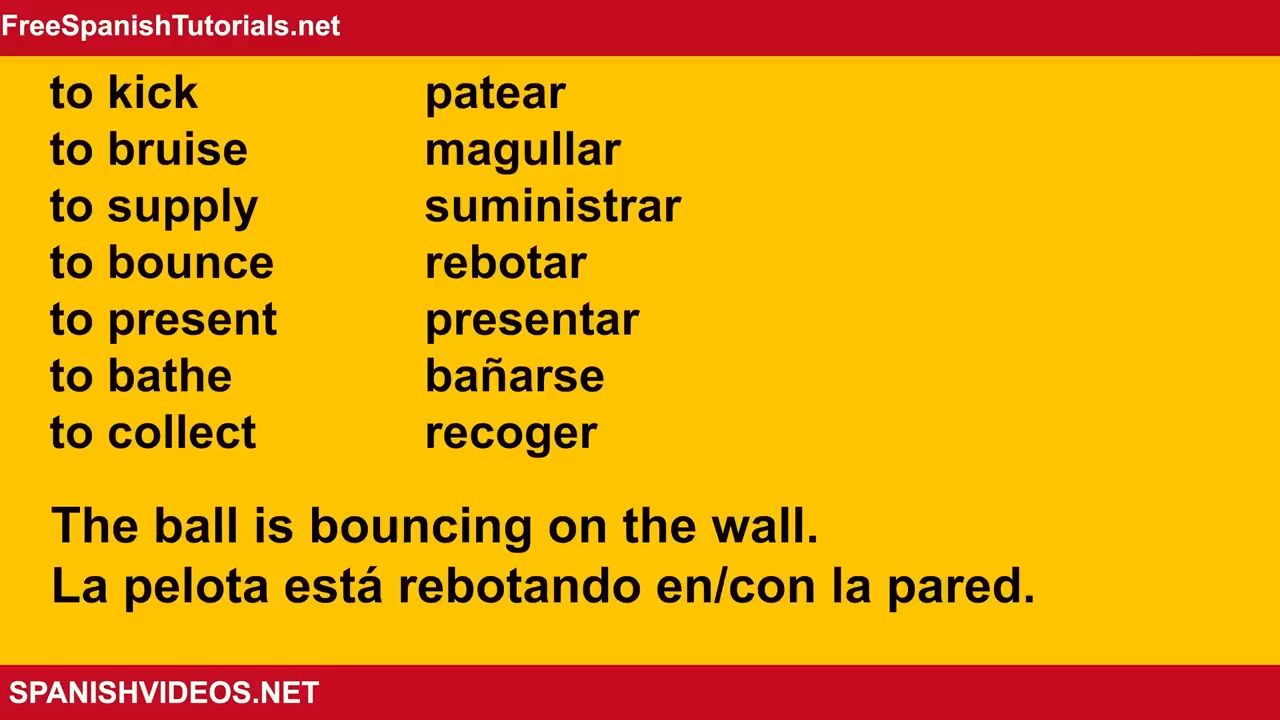 FreeSpanishTutorials.net
to kick patear
to bruise magullar
to supply suministrar
to bounce rebotar
to present presentar
to bathe bañarse
to collect recoger
The ball is bouncing on the wall.
La pelota está rebotando en/con la pared.
SPANISHVIDEOS.NET